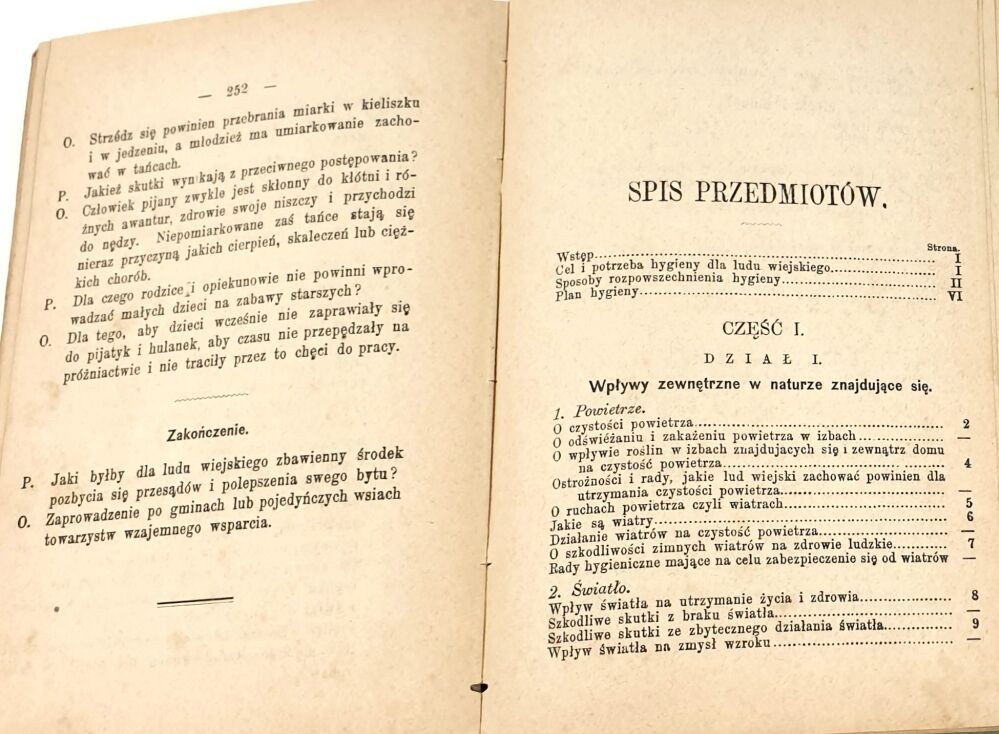 — 252 —
O. Strzédz się powinien przebrania miarki w kieliszku
i w jedzeniu, a młodzież ma umiarkowanie zacho-
wać w tańcach.
P. Jakież skutki wynikają z przeciwnego postępowania?
O. Człowiek pijany zwykle jest skłonny do kłótni i ró-
żnych awantur, zdrowie swoje niszczy i przychodzi
do nędzy. Niepomiarkowane zaś tańce stają się
nieraz przyczyną jakich cierpień, skaleczeń lub cięż-
kich chorób.
P. Dla czego rodzice i opiekunowie nie powinni wpro-
wadzać małych dzieci na zabawy starszych?
O. Dla tego, aby dzieci wcześnie nie zaprawiały się
do pijatyk i hulanek, aby czasu nie przepędzały na
próżniactwie i nie traciły przez to chęci do pracy.
Zakończenie.
P. Jaki byłby dla ludu wiejskiego zbawienny środek
pozbycia się przesądów i polepszenia swego bytu?
O. Zaprowadzenie po gminach lub pojedyńczych wsiach
towarzystw wzajemnego wsparcia.
SPIS PRZEDMIOTÓW.
Strona.
Wstęp........ I
Cel i potrzeba hygieny dla ludu wiejskiego........ I
Sposoby rozpowszechnienia hygieny........ II
Plan hygieny........ VI
CZĘŚĆ I.
DZIAŁ I.
Wpływy zewnętrzne w naturze znajdujące się.
1. Powietrze.
O czystości powietrza........ 2
O odświéżaniu i zakażeniu powietrza w izbach........ —
O wpływie roślin w izbach znajdujących się i zewnątrz domu
na czystość powietrza........ 4
Ostrożności i rady, jakie lud wiejski zachować powinien dla
utrzymania czystości powietrza........ —
O ruchach powietrza czyli wiatrach........ 5
Jakie są wiatry........ 6
Działanie wiatrów na czystość powietrza........ —
O szkodliwości zimnych wiatrów na zdrowie ludzkie........ 7
Rady hygieniczne mające na celu zabezpieczenie się od wiatrów —
2. Światło.
Wpływ światła na utrzymanie życia i zdrowia........ 8
Szkodliwe skutki z braku światła........ —
Szkodliwe skutki ze zbytecznego działania światła........ 9
Wpływ światła na zmysł wzroku........ —